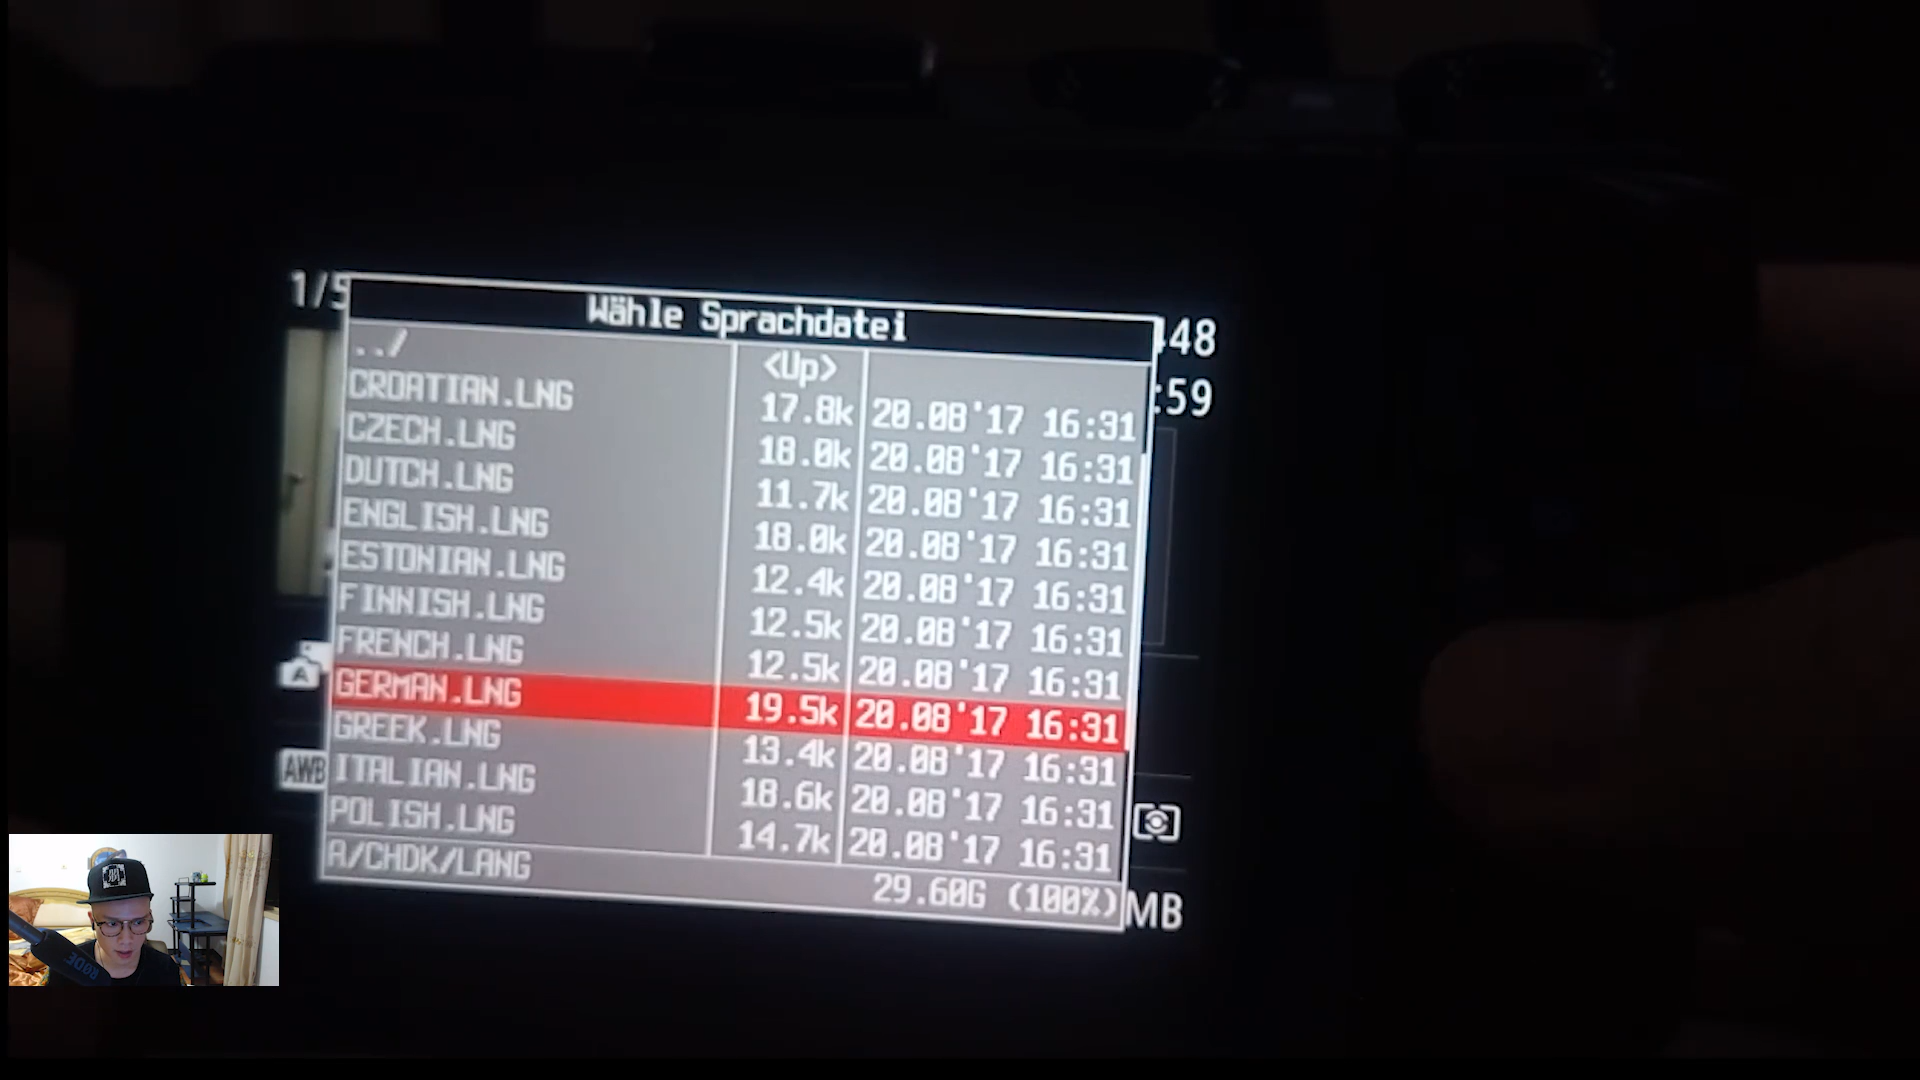 1/5
Wähle Sprachdatei
48
../ <Up>
:59
CROATIAN.LNG 17.8k 20.08'17 16:31
CZECH.LNG 18.0k 20.08'17 16:31
DUTCH.LNG 11.7k 20.08'17 16:31
ENGLISH.LNG 18.0k 20.08'17 16:31
ESTONIAN.LNG 12.4k 20.08'17 16:31
FINNISH.LNG 12.5k 20.08'17 16:31
FRENCH.LNG 12.5k 20.08'17 16:31
A
GERMAN.LNG 19.5k 20.08'17 16:31
GREEK.LNG 13.4k 20.08'17 16:31
AWB
ITALIAN.LNG 18.6k 20.08'17 16:31
POLISH.LNG 14.7k 20.08'17 16:31
A/CHDK/LANG 29.60G (100%)
MB
RØDE